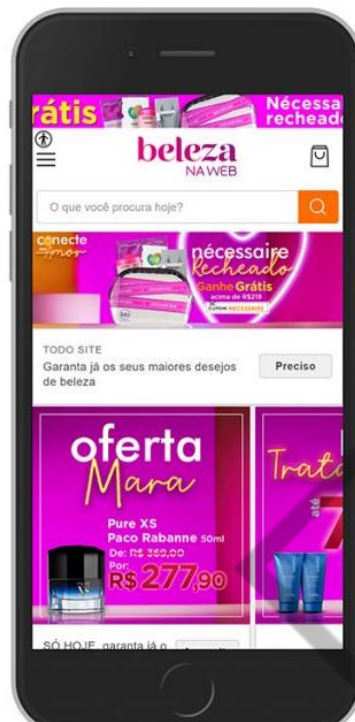 rátis
Nécessa
recheado
beleza
NA WEB
O que você procura hoje?
conecte
Amor
nécessaire
Recheado
Ganhe Grátis
acima de R$219
CUPOM: NECESSAIRE
TODO SITE
Garanta já os seus maiores desejos
de beleza
Preciso
oferta
Mara
Pure XS
Paco Rabanne 50ml
De: R$ 369,00
Por:
R$277,90
Trata
até
7
SÓ HOJE, garanta já o